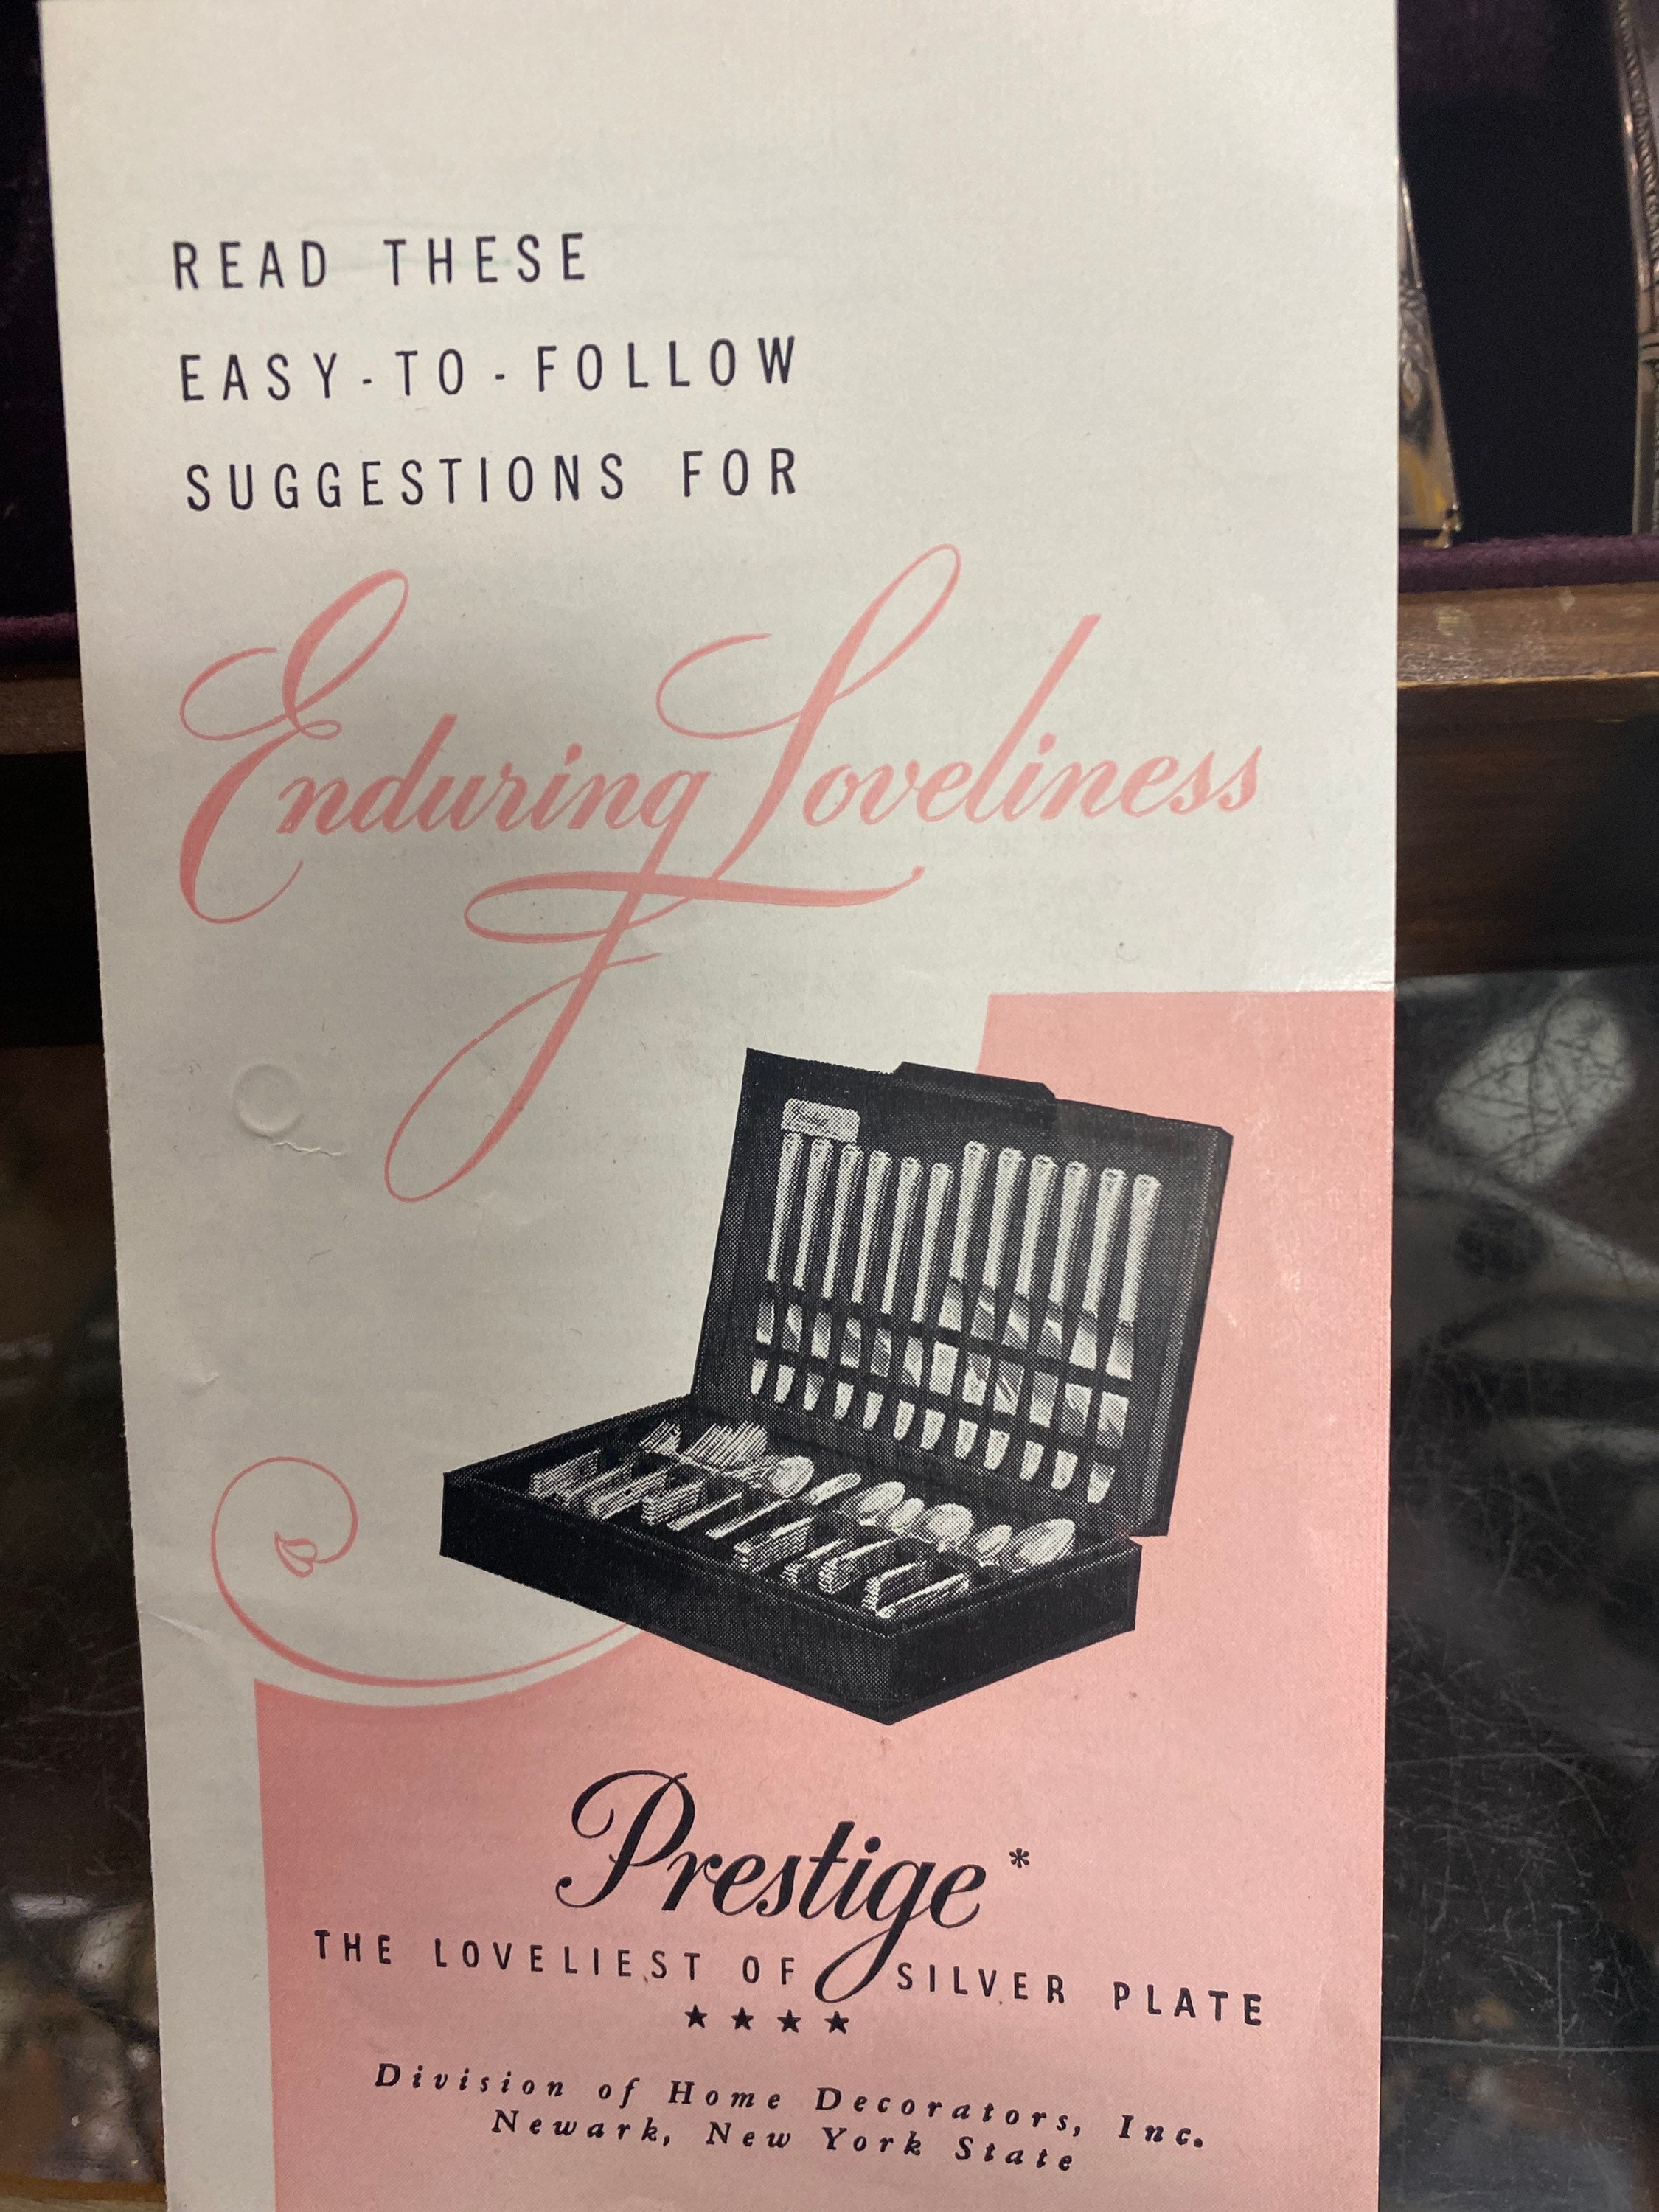 READ THESE
EASY-TO-FOLLOW
SUGGESTIONS FOR
Enduring Loveliness
Prestige*
THE LOVELIEST OF SILVER PLATE
★ ★ ★ ★
Division of Home Decorators, Inc.
Newark, New York State